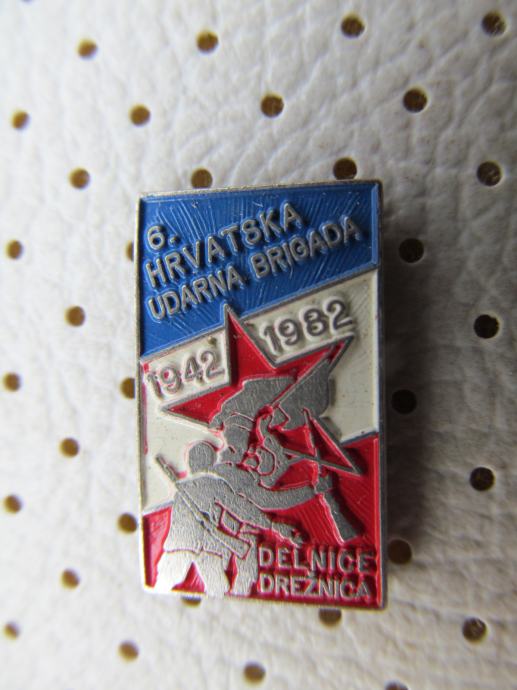 6.
HRVATSKA
UDARNA BRIGADA
1942 1982
DELNICE
DREŽNICA